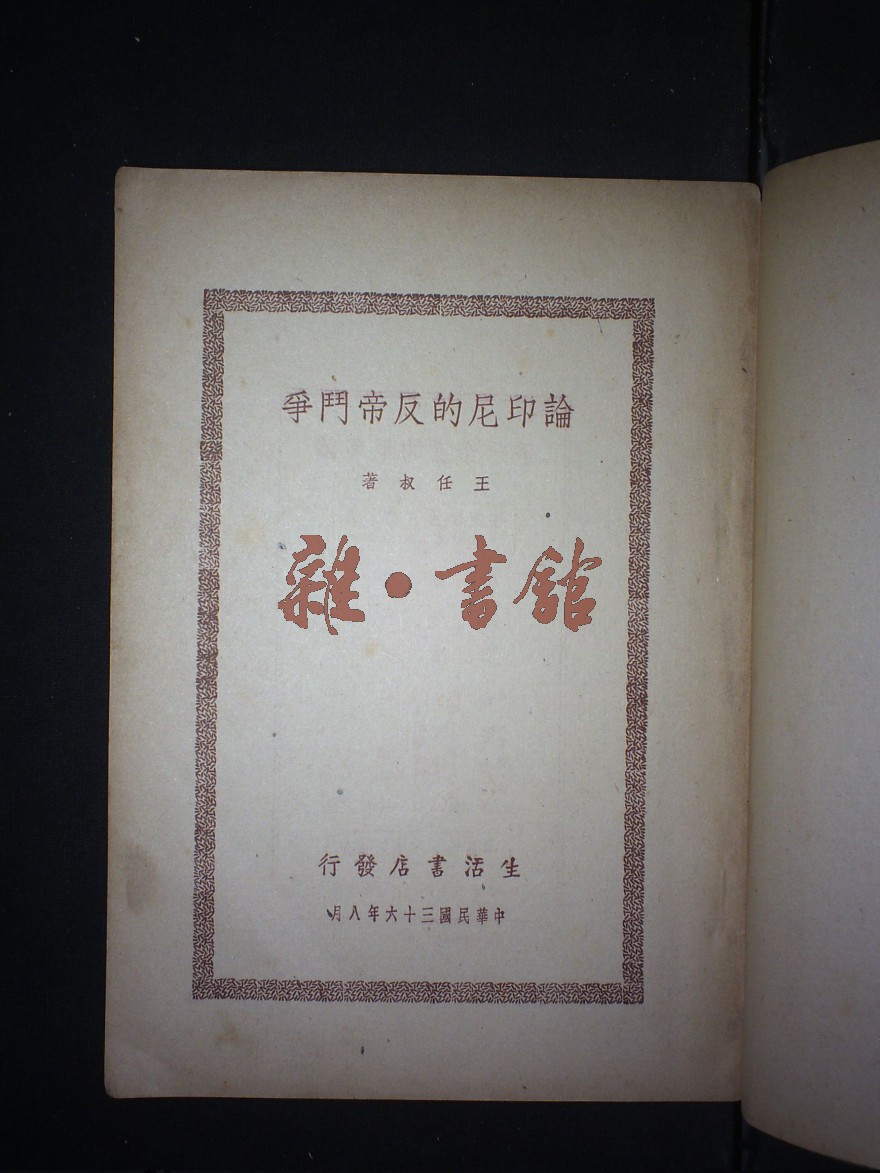 論印尼的反帝鬥爭
王任叔著
雜·書館
生活書店發行
中華民國三十六年八月